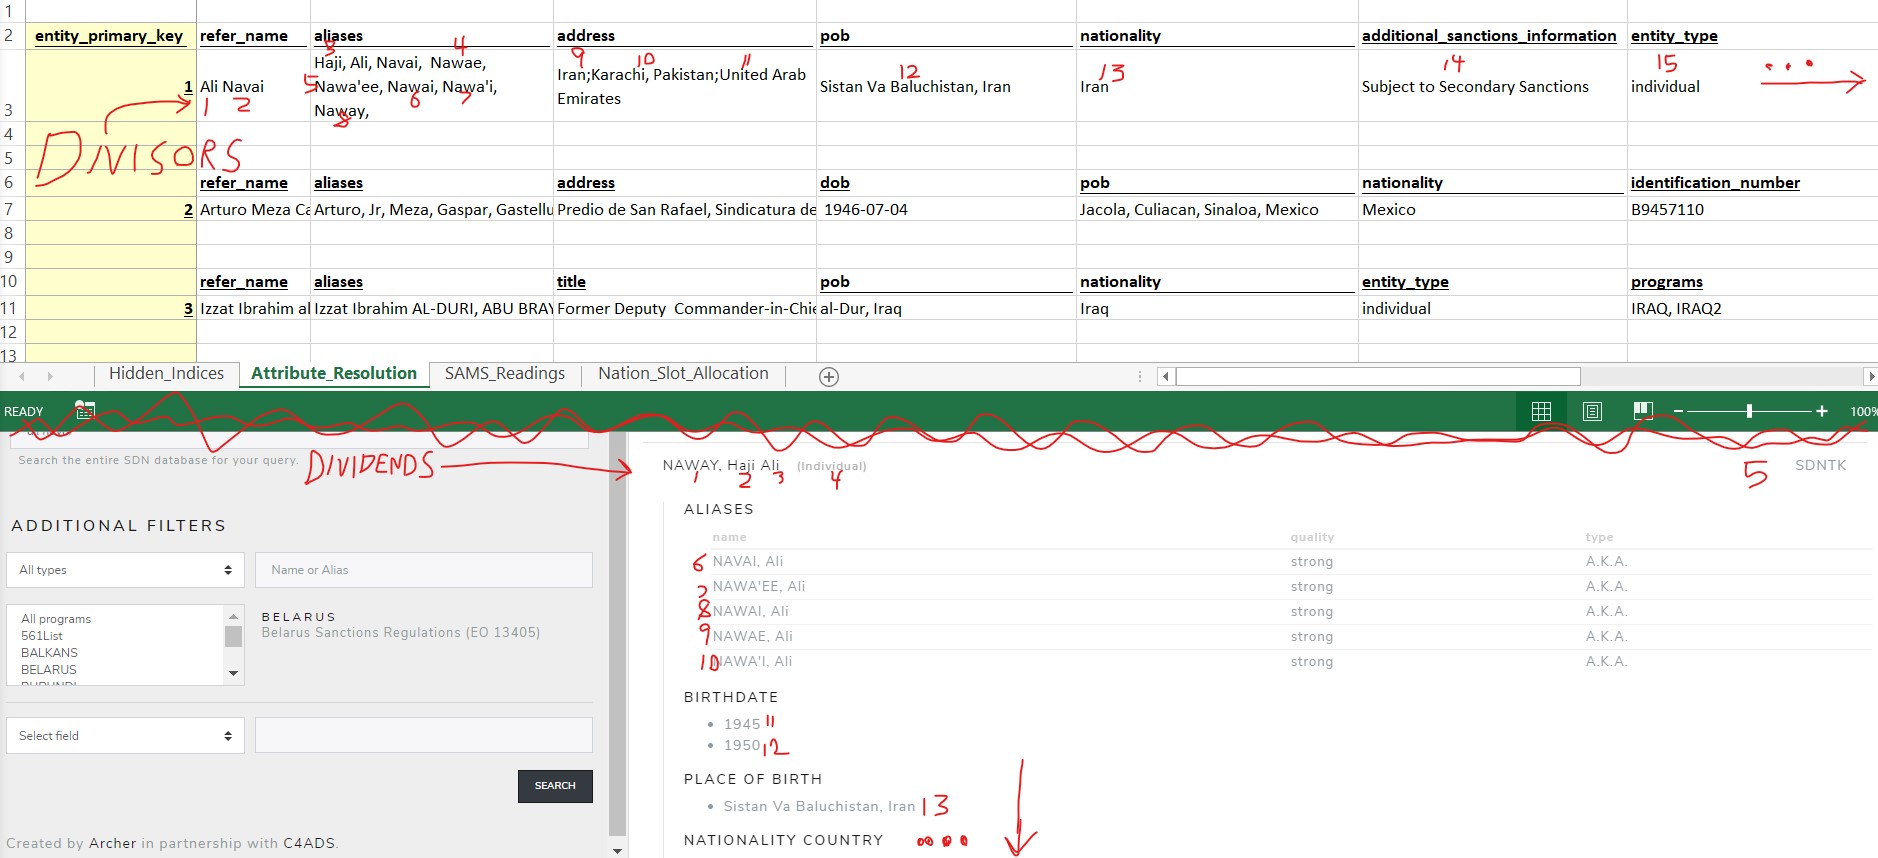 1
2 entity_primary_key refer_name aliases address pob nationality additional_sanctions_information entity_type
3 4 9 10 11 12 13 14 15
Haji, Ali, Navai, Nawae,
Iran;Karachi, Pakistan;United Arab
1 Ali Navai 5 Nawa'ee, Nawai, Nawa'i, Sistan Va Baluchistan, Iran Iran Subject to Secondary Sanctions individual
Emirates
1 2 6 7
3 Naway,
8
4
DIVISORS
5
6 refer_name aliases address dob pob nationality identification_number
7 2 Arturo Meza Ca Arturo, Jr, Meza, Gaspar, Gastellu Predio de San Rafael, Sindicatura de 1946-07-04 Jacola, Culiacan, Sinaloa, Mexico Mexico B9457110
8
9
10 refer_name aliases title pob nationality entity_type programs
11 3 Izzat Ibrahim al Izzat Ibrahim AL-DURI, ABU BRAY Former Deputy Commander-in-Chie al-Dur, Iraq Iraq individual IRAQ, IRAQ2
12
13
Hidden_Indices Attribute_Resolution SAMS_Readings Nation_Slot_Allocation
READY 100%
Search the entire SDN database for your query.
DIVIDENDS
NAWAY, Haji Ali (Individual) SDNTK
1 2 3 4 5
ADDITIONAL FILTERS
All types
Name or Alias
All programs
561List
BALKANS
BELARUS
BURUNDI
BELARUS
Belarus Sanctions Regulations (EO 13405)
Select field
SEARCH
Created by Archer in partnership with C4ADS.
ALIASES
name quality type
6 NAVAI, Ali strong A.K.A.
7 NAWA'EE, Ali strong A.K.A.
8 NAWAI, Ali strong A.K.A.
9 NAWAE, Ali strong A.K.A.
10 NAWA'I, Ali strong A.K.A.
BIRTHDATE
1945 11
1950 12
PLACE OF BIRTH
Sistan Va Baluchistan, Iran 13
NATIONALITY COUNTRY